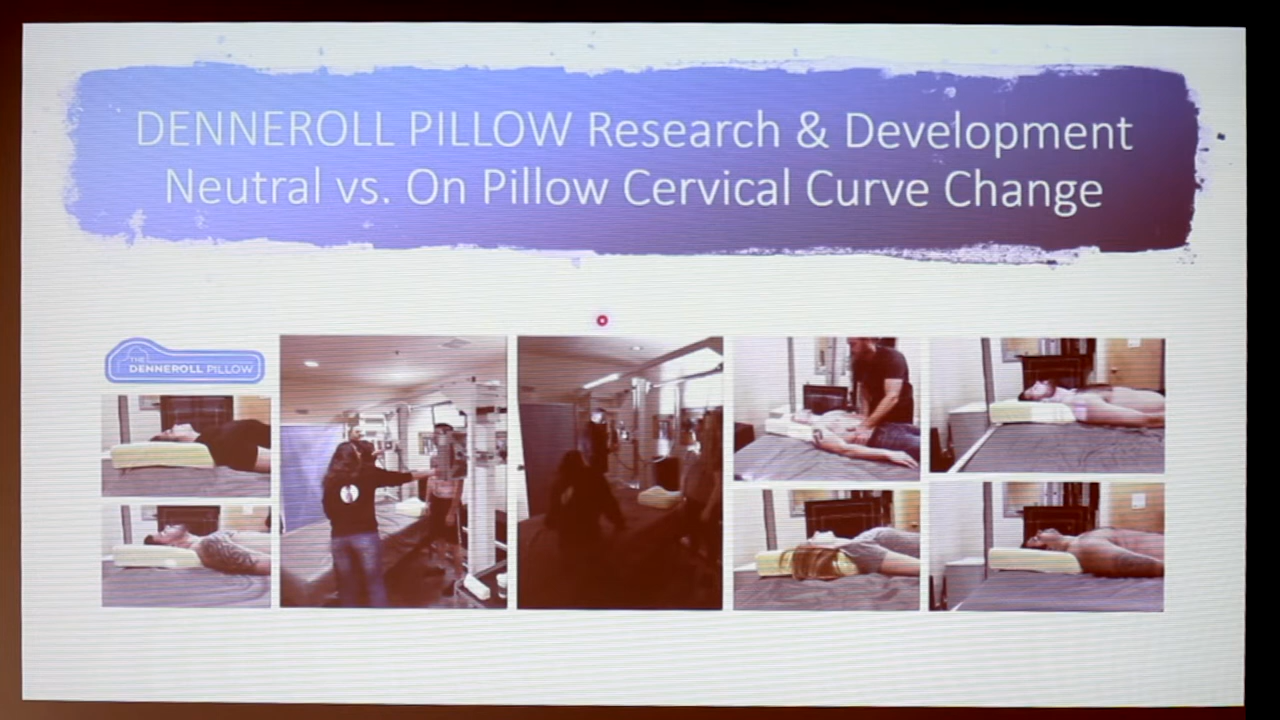 DENNEROLL PILLOW Research & Development
Neutral vs. On Pillow Cervical Curve Change
THE
DENNEROLL PILLOW